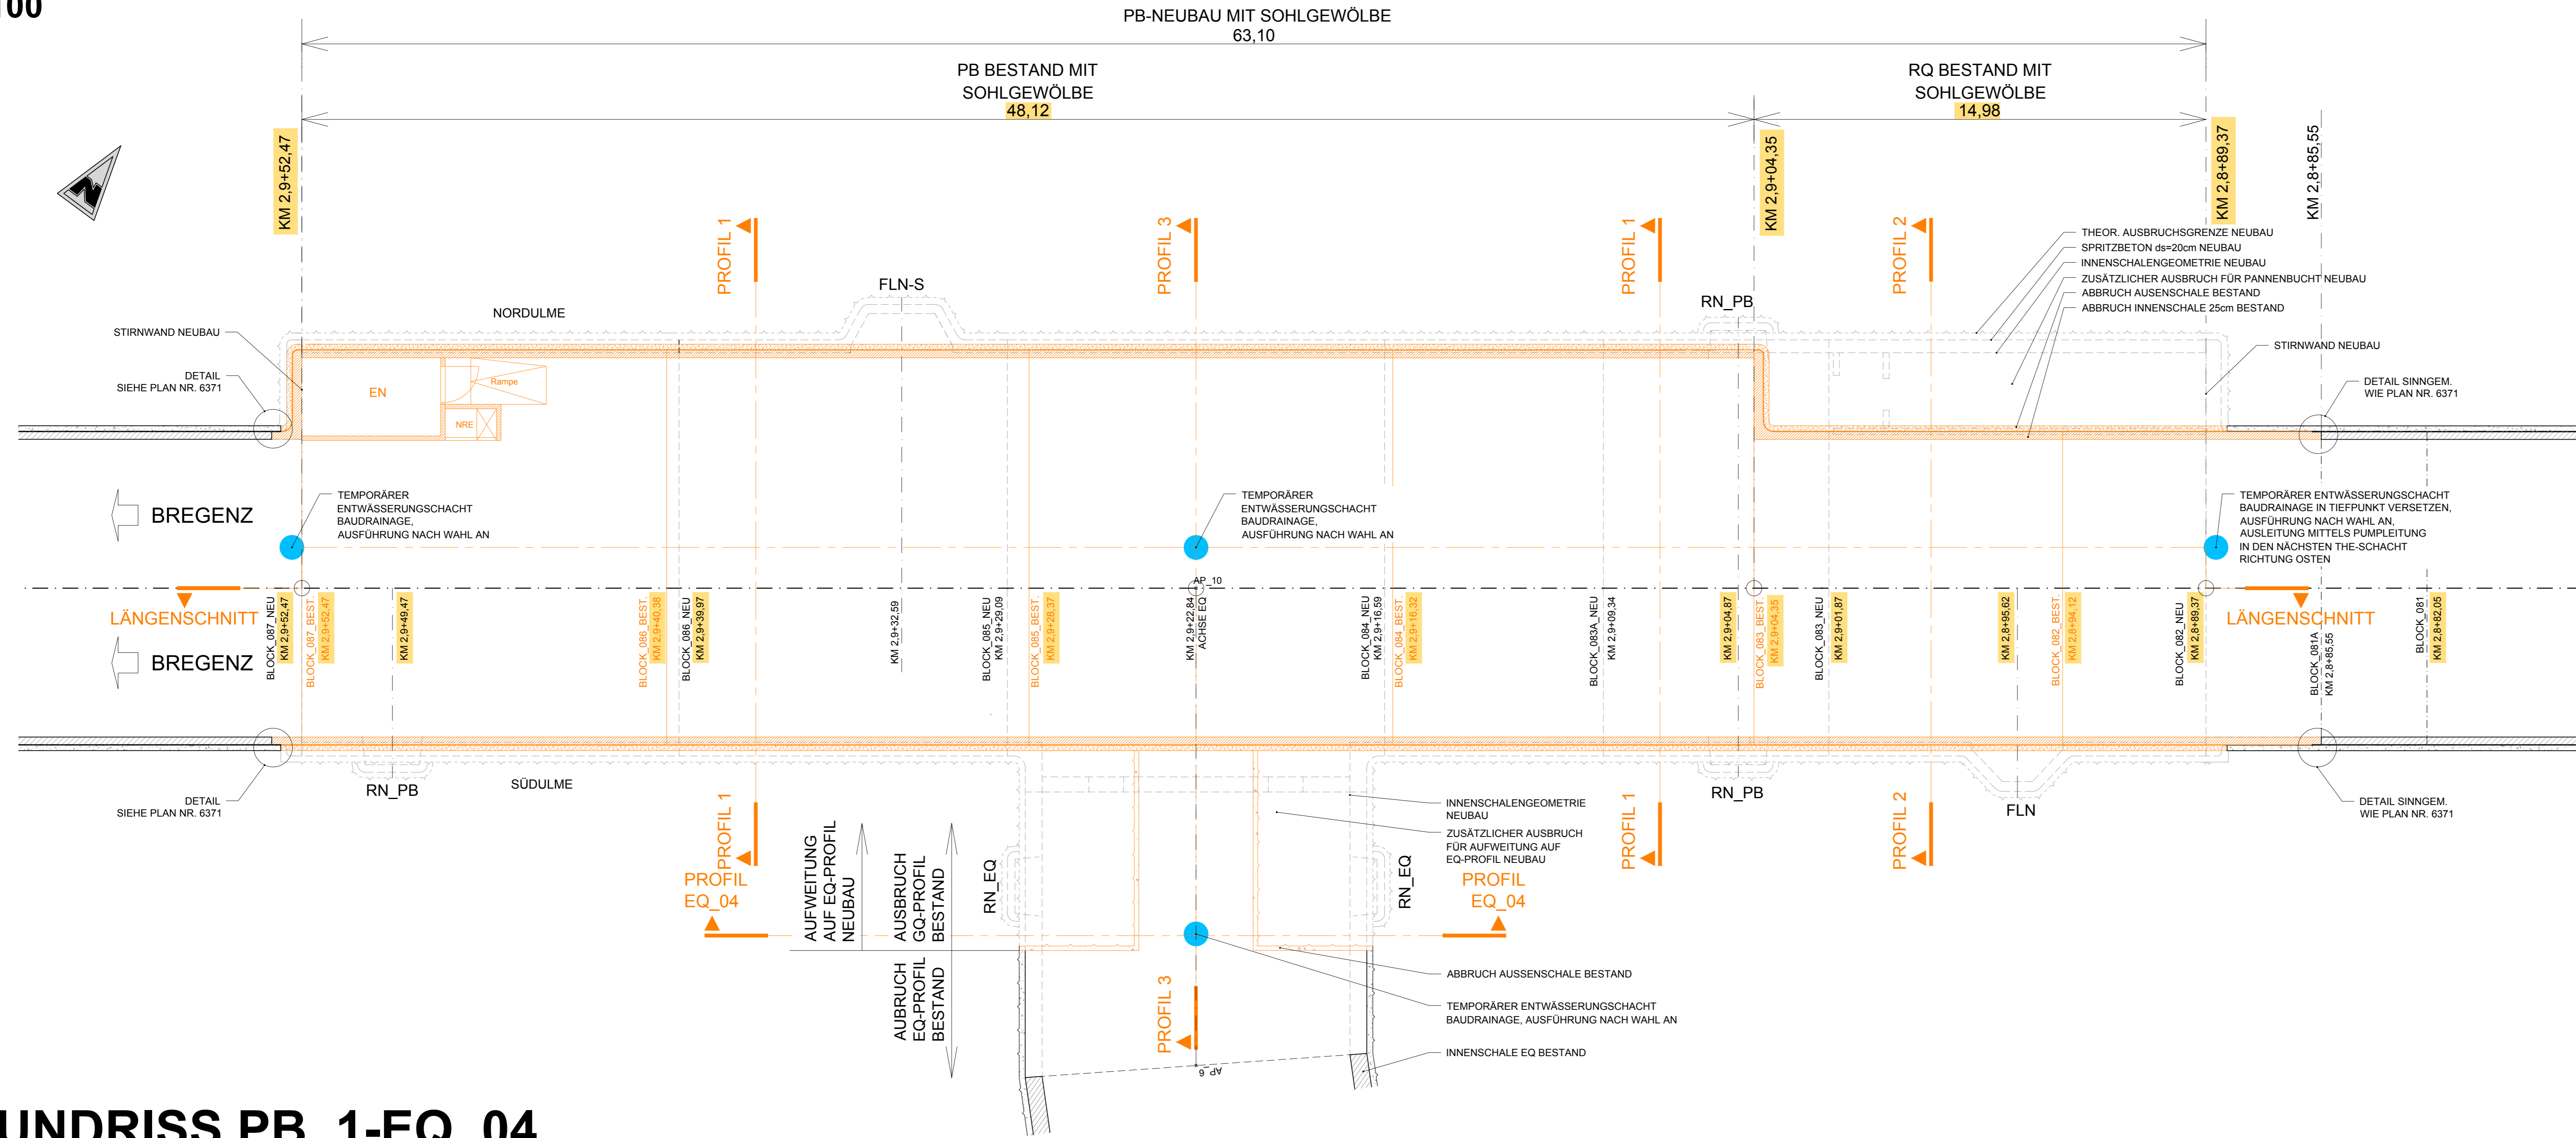 100
PB-NEUBAU MIT SOHLGEWÖLBE
63,10
PB BESTAND MIT
SOHLGEWÖLBE
48,12
RQ BESTAND MIT
SOHLGEWÖLBE
14,98
KM 2,9+52,47
KM 2,9+04,35
KM 2,8+89,37
KM 2,8+85,55
N
PROFIL 1
PROFIL 3
PROFIL 1
PROFIL 2
THEOR. AUSBRUCHSGRENZE NEUBAU
SPRITZBETON ds=20cm NEUBAU
INNENSCHALENGEOMETRIE NEUBAU
ZUSÄTZLICHER AUSBRUCH FÜR PANNENBUCHT NEUBAU
ABBRUCH AUSENSCHALE BESTAND
ABBRUCH INNENSCHALE 25cm BESTAND
FLN-S
RN_PB
NORDULME
STIRNWAND NEUBAU
STIRNWAND NEUBAU
DETAIL
SIEHE PLAN NR. 6371
DETAIL SINNGEM.
WIE PLAN NR. 6371
EN
Rampe
NRE
BREGENZ
TEMPORÄRER
ENTWÄSSERUNGSCHACHT
BAUDRAINAGE,
AUSFÜHRUNG NACH WAHL AN
TEMPORÄRER
ENTWÄSSERUNGSCHACHT
BAUDRAINAGE,
AUSFÜHRUNG NACH WAHL AN
TEMPORÄRER ENTWÄSSERUNGSCHACHT
BAUDRAINAGE IN TIEFPUNKT VERSETZEN,
AUSFÜHRUNG NACH WAHL AN,
AUSLEITUNG MITTELS PUMPLEITUNG
IN DEN NÄCHSTEN THE-SCHACHT
RICHTUNG OSTEN
AP_10
LÄNGENSCHNITT
BLOCK_087_NEU
KM 2,9+52,47
BLOCK_087_BEST.
KM 2,9+52,47
KM 2,9+49,47
BLOCK_086_BEST.
KM 2,9+40,38
BLOCK_086_NEU
KM 2,9+39,97
KM 2,9+32,59
BLOCK_085_NEU
KM 2,9+29,09
BLOCK_085_BEST.
KM 2,9+28,37
KM 2,9+22,84
ACHSE EQ
BLOCK_084_NEU
KM 2,9+16,59
BLOCK_084_BEST.
KM 2,9+16,32
BLOCK_083A_NEU
KM 2,9+09,34
KM 2,9+04,87
BLOCK_083_BEST.
KM 2,9+04,35
BLOCK_083_NEU
KM 2,9+01,87
KM 2,8+95,62
BLOCK_082_BEST.
KM 2,8+94,12
BLOCK_082_NEU
KM 2,8+89,37
LÄNGENSCHNITT
BLOCK_081A
KM 2,8+85,55
BLOCK_081
KM 2,8+82,05
BREGENZ
DETAIL
SIEHE PLAN NR. 6371
RN_PB
SÜDULME
RN_PB
FLN
DETAIL SINNGEM.
WIE PLAN NR. 6371
PROFIL 1
PROFIL 1
PROFIL 2
PROFIL
EQ_04
AUFWEITUNG
AUF EQ-PROFIL
NEUBAU
AUSBRUCH
GQ-PROFIL
BESTAND
AUBRUCH
EQ-PROFIL
BESTAND
RN_EQ
RN_EQ
INNENSCHALENGEOMETRIE
NEUBAU
ZUSÄTZLICHER AUSBRUCH
FÜR AUFWEITUNG AUF
EQ-PROFIL NEUBAU
PROFIL
EQ_04
ABBRUCH AUSSENSCHALE BESTAND
TEMPORÄRER ENTWÄSSERUNGSCHACHT
BAUDRAINAGE, AUSFÜHRUNG NACH WAHL AN
INNENSCHALE EQ BESTAND
PROFIL 3
AP_6
UNDRISS PB_1-EQ_04